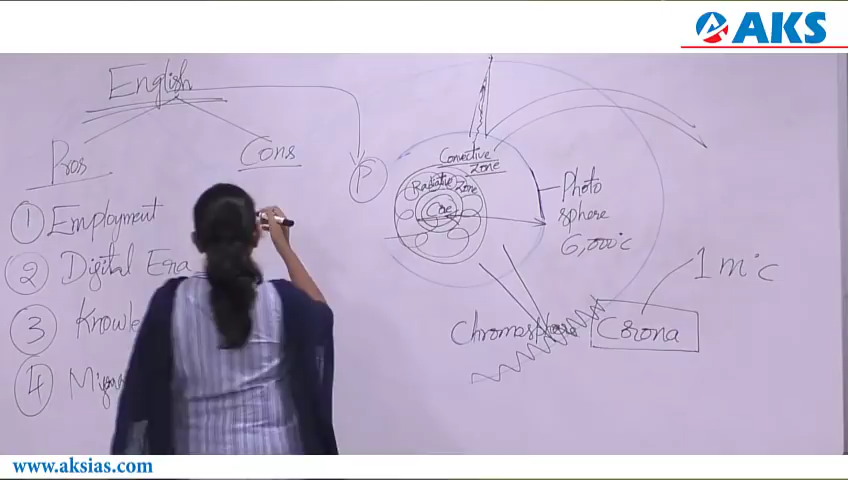 AKS
English
Pros
Cons
P
1 Employment
2 Digital Era
3 Knowle
4 Migra
Convective
Zone
Radiative Zone
Core
Photo
sphere
6,000°c
Chromosphere
Corona
1 m°c
www.aksias.com